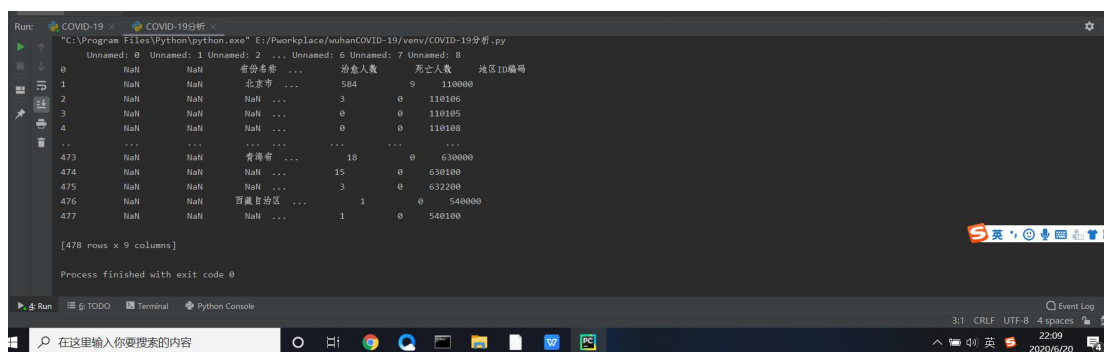 Run: COVID-19 × COVID-19分析 ×
"C:\Program Files\Python\python.exe" E:/Pworkplace/wuhanCOVID-19/venv/COVID-19分析.py
Unnamed: 0 Unnamed: 1 Unnamed: 2 ... Unnamed: 6 Unnamed: 7 Unnamed: 8
0 NaN NaN 省份名称 ... 治愈人数 死亡人数 地区ID编码
1 NaN NaN 北京市 ... 584 9 110000
2 NaN NaN NaN ... 3 0 110106
3 NaN NaN NaN ... 0 0 110105
4 NaN NaN NaN ... 0 0 110108
.. ... ... ... ... ... ... ...
473 NaN NaN 青海省 ... 18 0 630000
474 NaN NaN NaN ... 15 0 630100
475 NaN NaN NaN ... 3 0 632200
476 NaN NaN 西藏自治区 ... 1 0 540000
477 NaN NaN NaN ... 1 0 540100
[478 rows x 9 columns]
英
Process finished with exit code 0
4: Run 6: TODO Terminal Python Console Event Log
3:1 CRLF UTF-8 4 spaces
在这里输入你要搜索的内容 W PC 英 22:09
2020/6/20